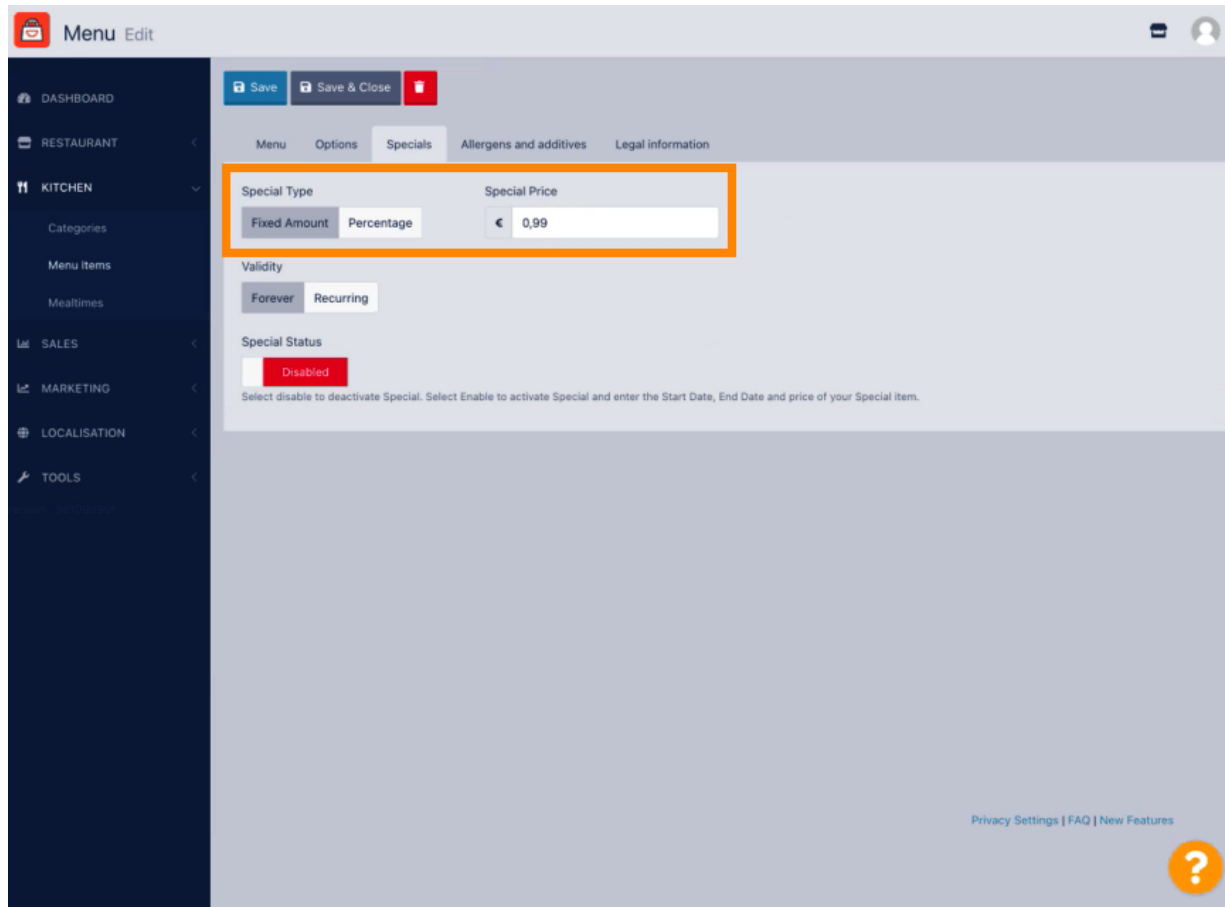 Menu Edit
DASHBOARD
RESTAURANT
KITCHEN
Categories
Menu Items
Mealtimes
SALES
MARKETING
LOCALISATION
TOOLS
Save
Save & Close
Menu
Options
Specials
Allergens and additives
Legal information
Special Type
Special Price
Fixed Amount
Percentage
€ 0,99
Validity
Forever
Recurring
Special Status
Disabled
Select disable to deactivate Special. Select Enable to activate Special and enter the Start Date, End Date and price of your Special item.
Privacy Settings | FAQ | New Features
?